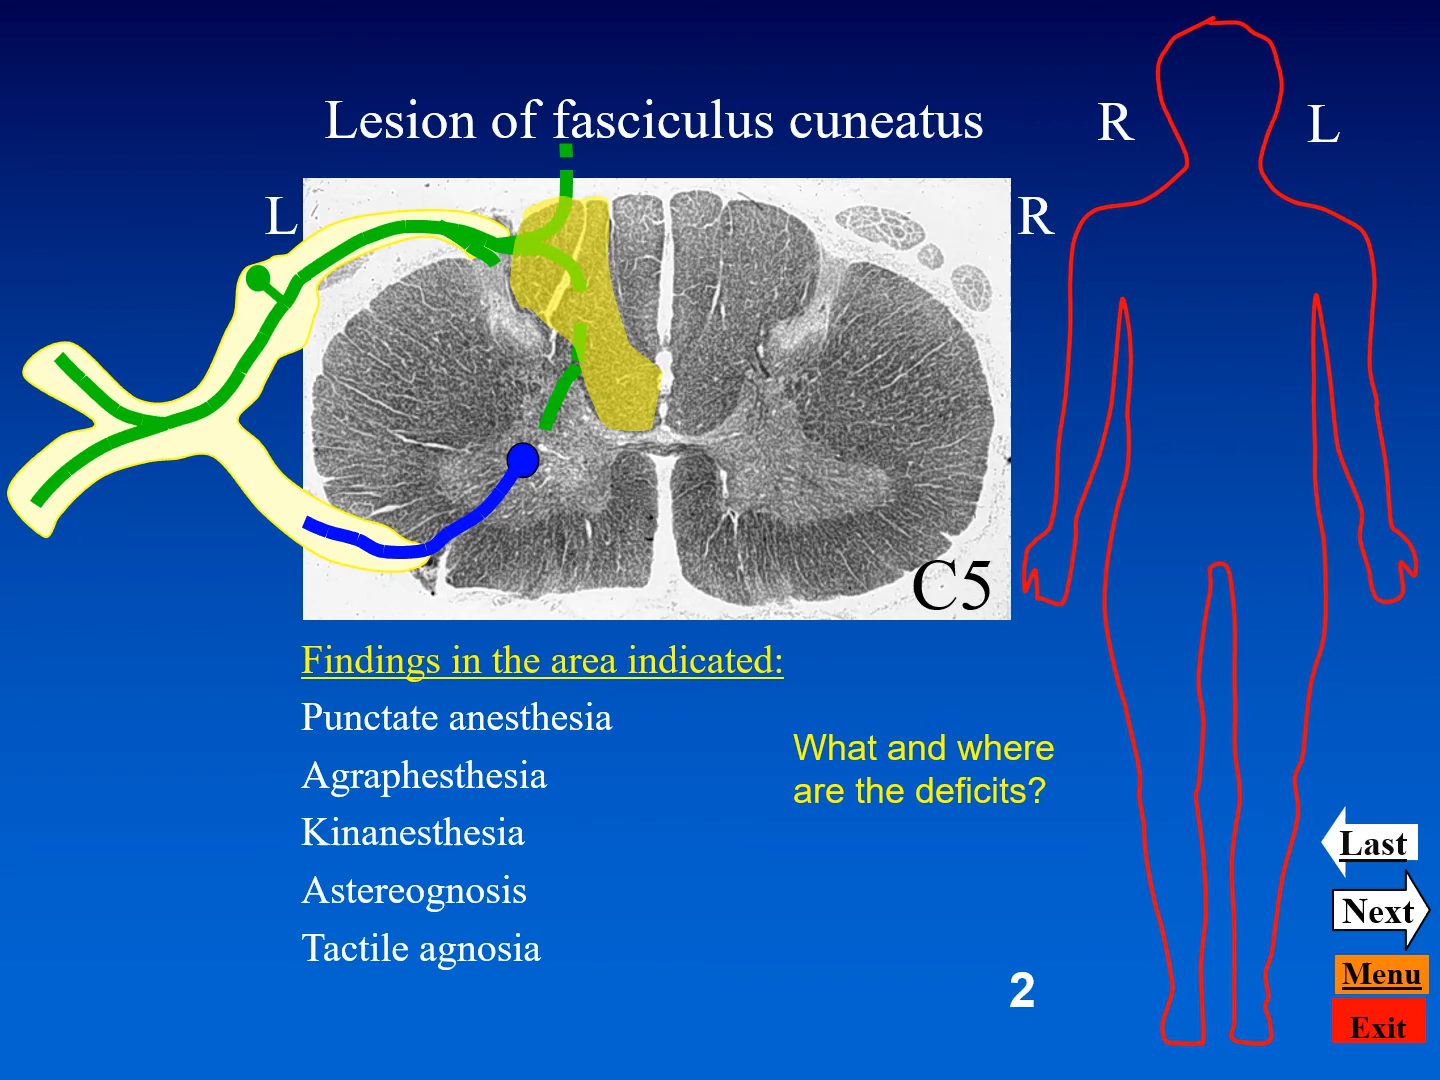 Lesion of fasciculus cuneatus
R
L
L
R
C5
Findings in the area indicated:
Punctate anesthesia
Agraphesthesia
Kinanesthesia
Astereognosis
Tactile agnosia
What and where
are the deficits?
Last
Next
Menu
Exit
2